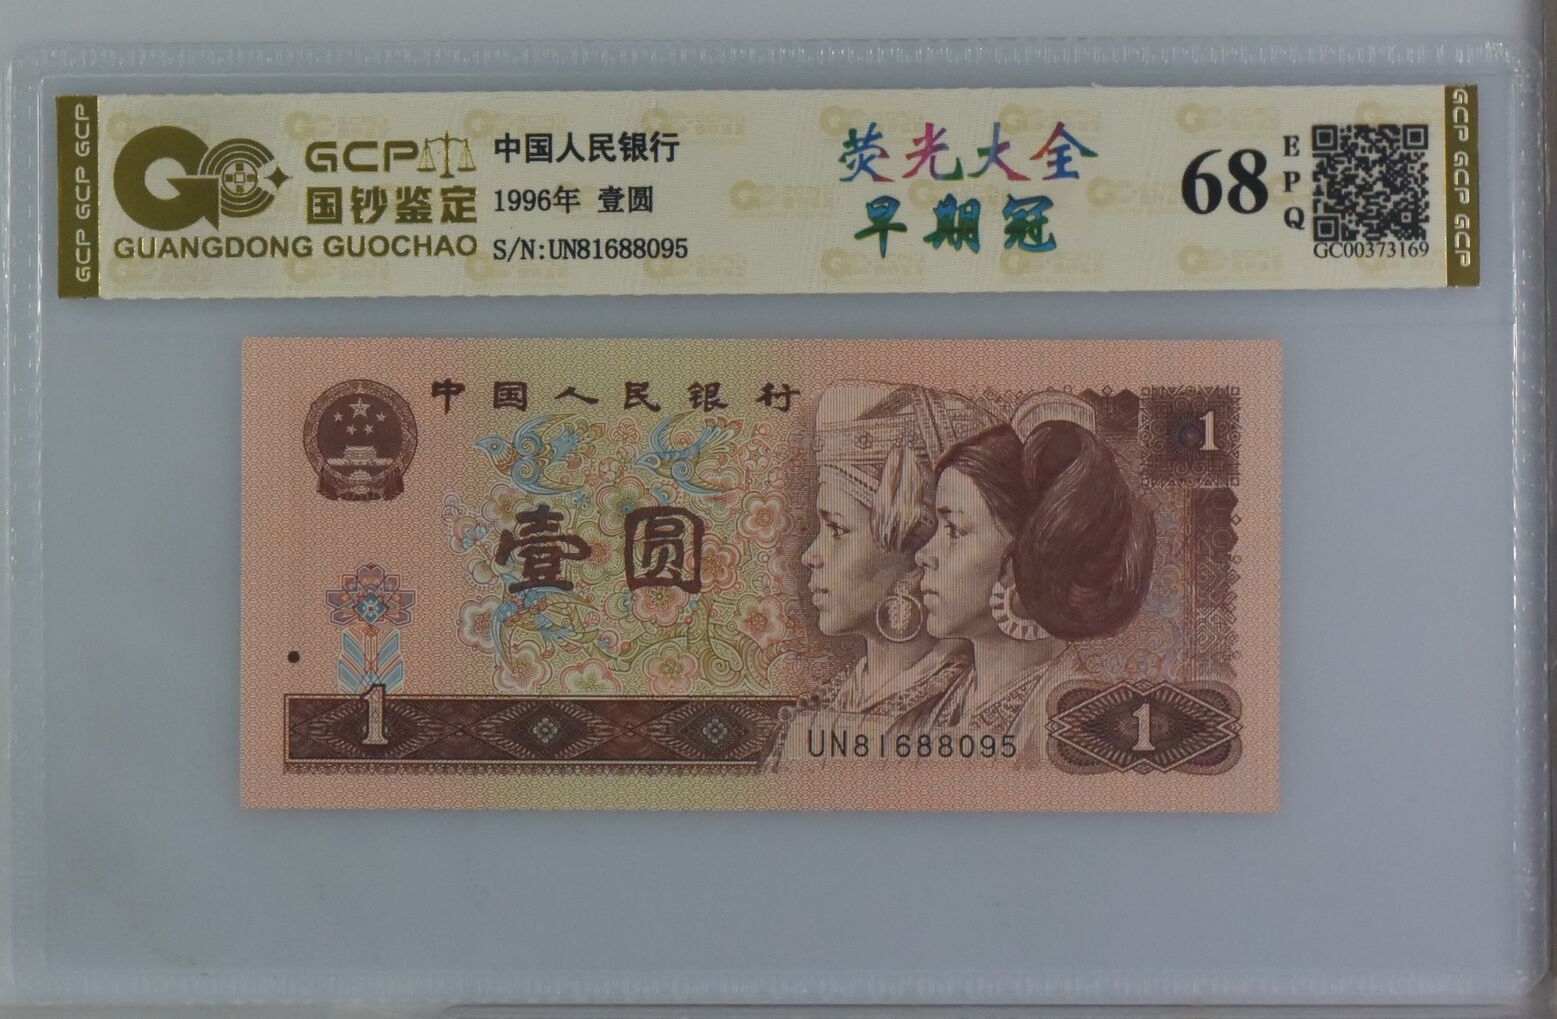 GCP GCP GCP
GCP
国钞鉴定
GUANGDONG GUOCHAO
中国人民银行
1996年 壹圆
S/N:UN81688095
荧光大全
早期冠
68
EPQ
GC00373169
GCP GCP GCP
中国人民银行
1
壹圆
1
UN81688095
1